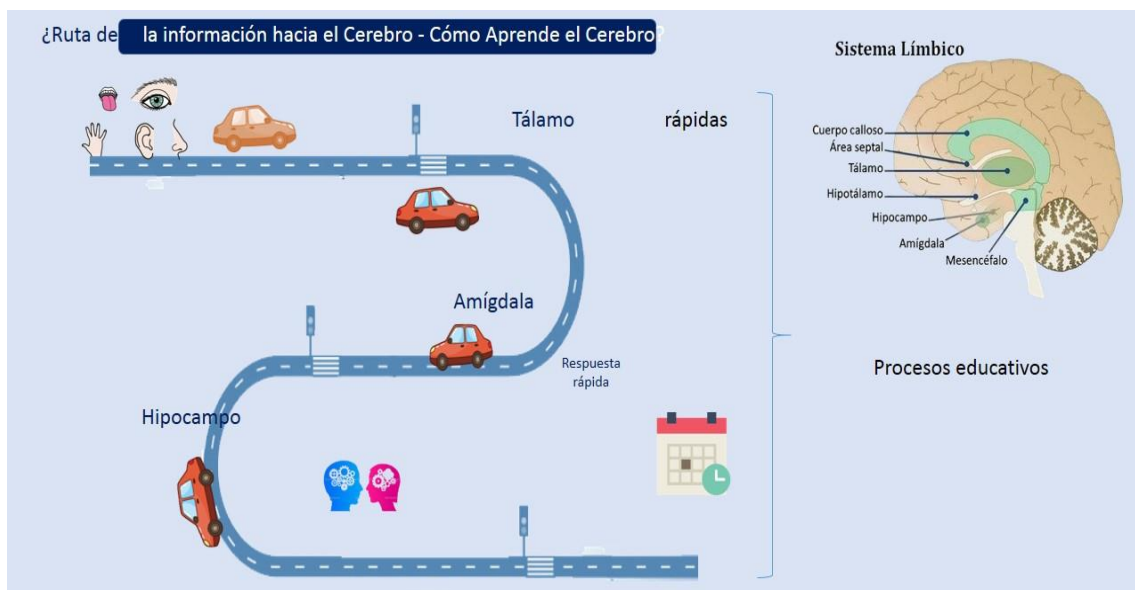 ¿Ruta de la información hacia el Cerebro - Cómo Aprende el Cerebro?
Tálamo
rápidas
Amígdala
Respuesta
rápida
Hipocampo
Sistema Límbico
Cuerpo calloso
Área septal
Tálamo
Hipotálamo
Hipocampo
Amígdala
Mesencéfalo
Procesos educativos